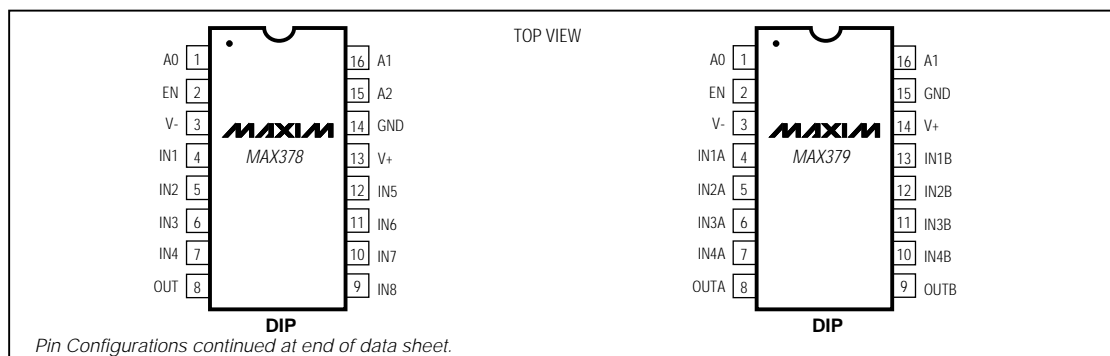 TOP VIEW
A0 1 16 A1
EN 2 15 A2
V- 3 14 GND
IN1 4 13 V+
IN2 5 12 IN5
IN3 6 11 IN6
IN4 7 10 IN7
OUT 8 9 IN8
MAXIM
MAX378
DIP
A0 1 16 A1
EN 2 15 GND
V- 3 14 V+
IN1A 4 13 IN1B
IN2A 5 12 IN2B
IN3A 6 11 IN3B
IN4A 7 10 IN4B
OUTA 8 9 OUTB
MAXIM
MAX379
DIP
Pin Configurations continued at end of data sheet.